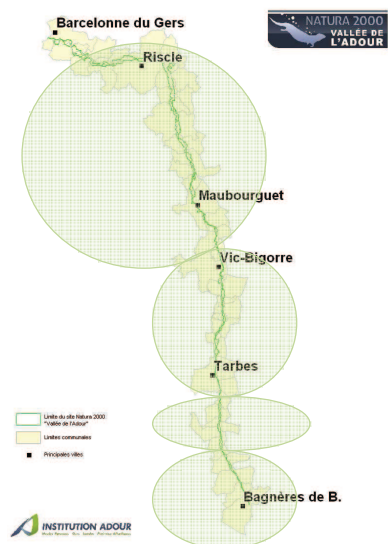 Barcelonne du Gers
NATURA 2000
VALLÉE DE
L'ADOUR
Riscle
Maubourguet
Vic-Bigorre
Tarbes
Limite du site Natura 2000
"Vallée de l'Adour"
Limites communales
Principales villes
Bagnères de B.
INSTITUTION ADOUR